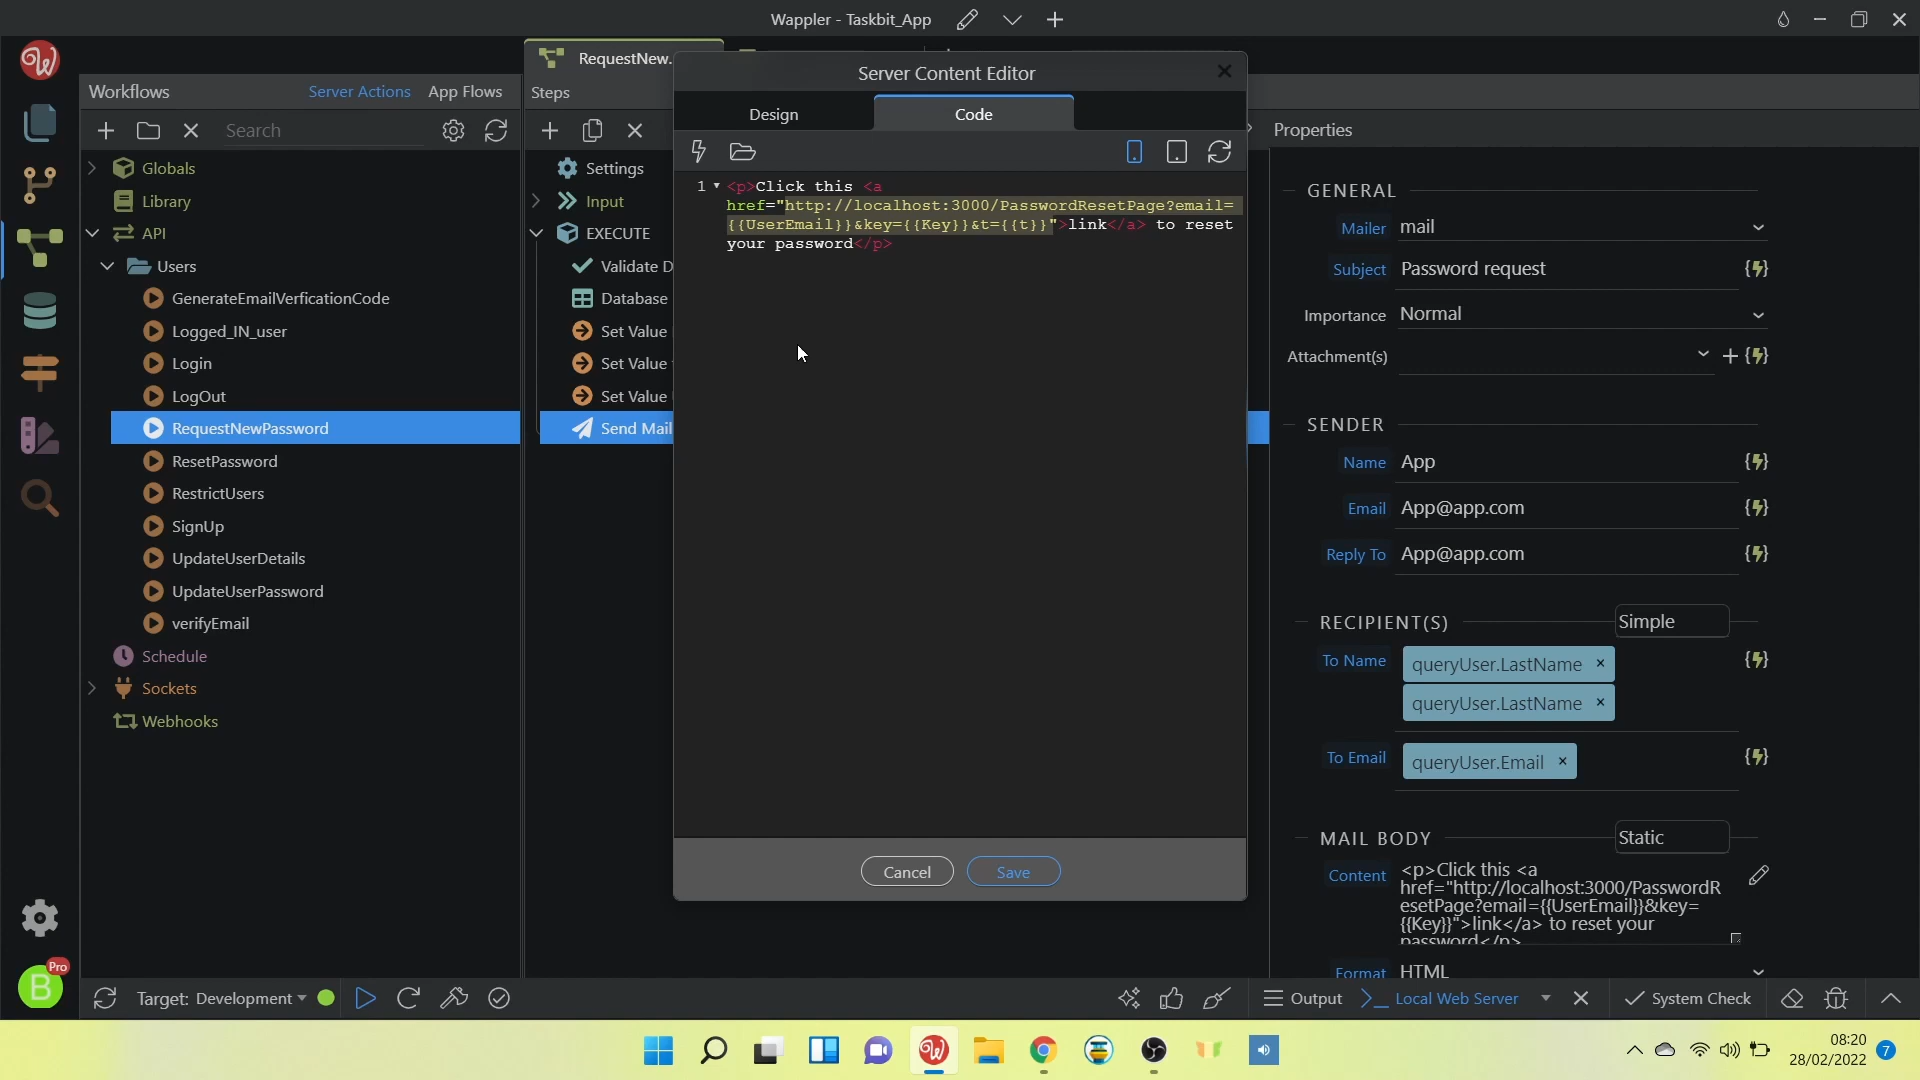 Wappler - Taskbit_App
Workflows
Server Actions
App Flows
Search
Globals
Library
API
Users
GenerateEmailVerficationCode
Logged_IN_user
Login
LogOut
RequestNewPassword
ResetPassword
RestrictUsers
SignUp
UpdateUserDetails
UpdateUserPassword
verifyEmail
Schedule
Sockets
Webhooks
RequestNew.
Steps
Settings
Input
EXECUTE
Validate D
Database
Set Value
Set Value
Set Value
Send Mail
Server Content Editor
Design
Code
1
<p>Click this <a
href="http://localhost:3000/PasswordResetPage?email=
{{UserEmail}}&key={{Key}}&t={{t}}">link</a> to reset
your password</p>
Cancel
Save
Properties
GENERAL
Mailer mail
Subject Password request
Importance Normal
Attachment(s)
SENDER
Name App
Email App@app.com
Reply To App@app.com
RECIPIENT(S) Simple
To Name queryUser.LastName ×
queryUser.LastName ×
To Email queryUser.Email ×
MAIL BODY Static
Content <p>Click this <a
href="http://localhost:3000/PasswordR
esetPage?email={{UserEmail}}&key=
{{Key}}">link</a> to reset your
password</p>
Format HTML
B
Pro
Target: Development
Output
Local Web Server
System Check
08:20
28/02/2022
7